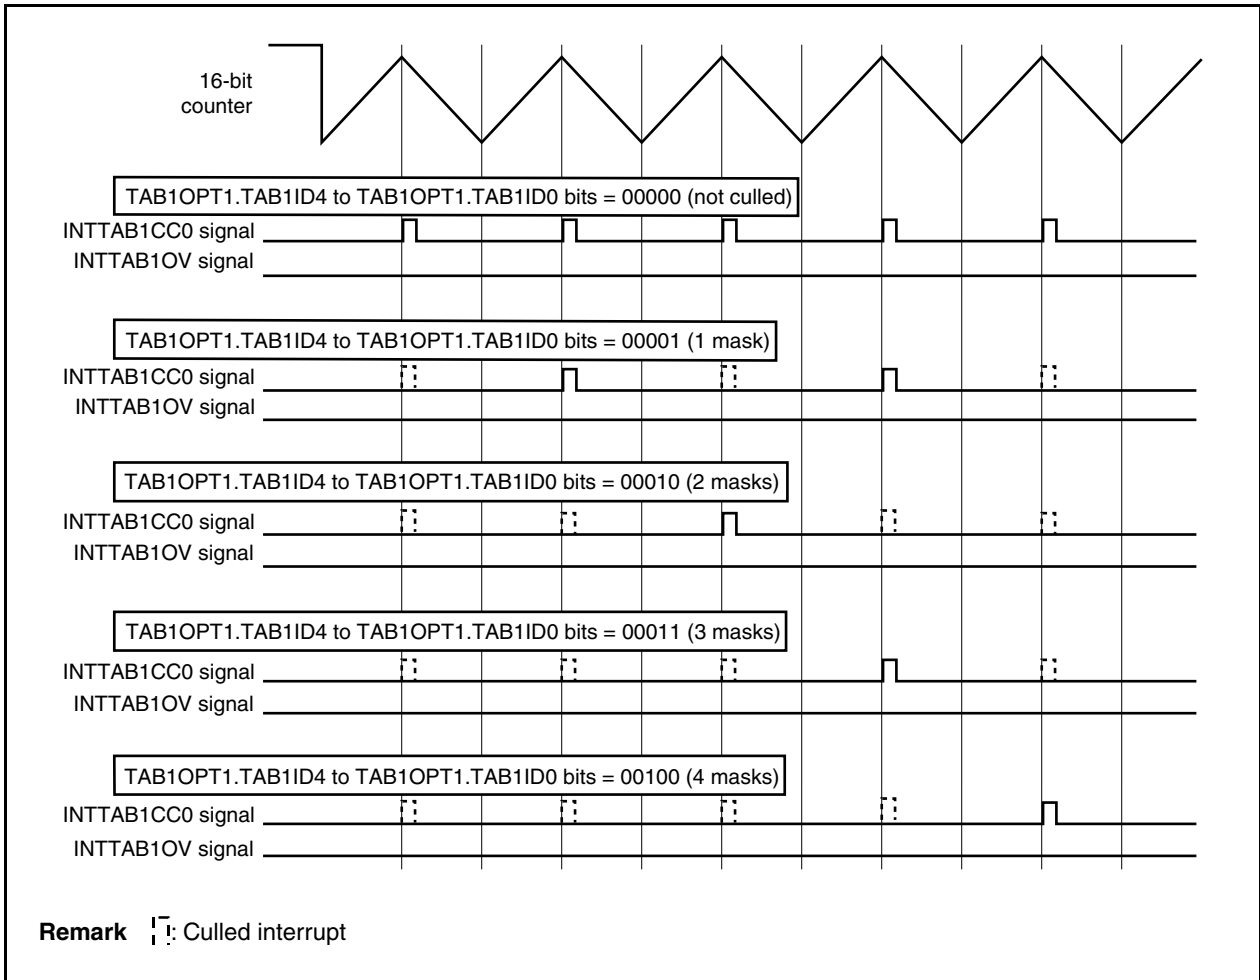 16-bit
counter
TAB1OPT1.TAB1ID4 to TAB1OPT1.TAB1ID0 bits = 00000 (not culled)
INTTAB1CC0 signal
INTTAB1OV signal
TAB1OPT1.TAB1ID4 to TAB1OPT1.TAB1ID0 bits = 00001 (1 mask)
INTTAB1CC0 signal
INTTAB1OV signal
TAB1OPT1.TAB1ID4 to TAB1OPT1.TAB1ID0 bits = 00010 (2 masks)
INTTAB1CC0 signal
INTTAB1OV signal
TAB1OPT1.TAB1ID4 to TAB1OPT1.TAB1ID0 bits = 00011 (3 masks)
INTTAB1CC0 signal
INTTAB1OV signal
TAB1OPT1.TAB1ID4 to TAB1OPT1.TAB1ID0 bits = 00100 (4 masks)
INTTAB1CC0 signal
INTTAB1OV signal
Remark : Culled interrupt